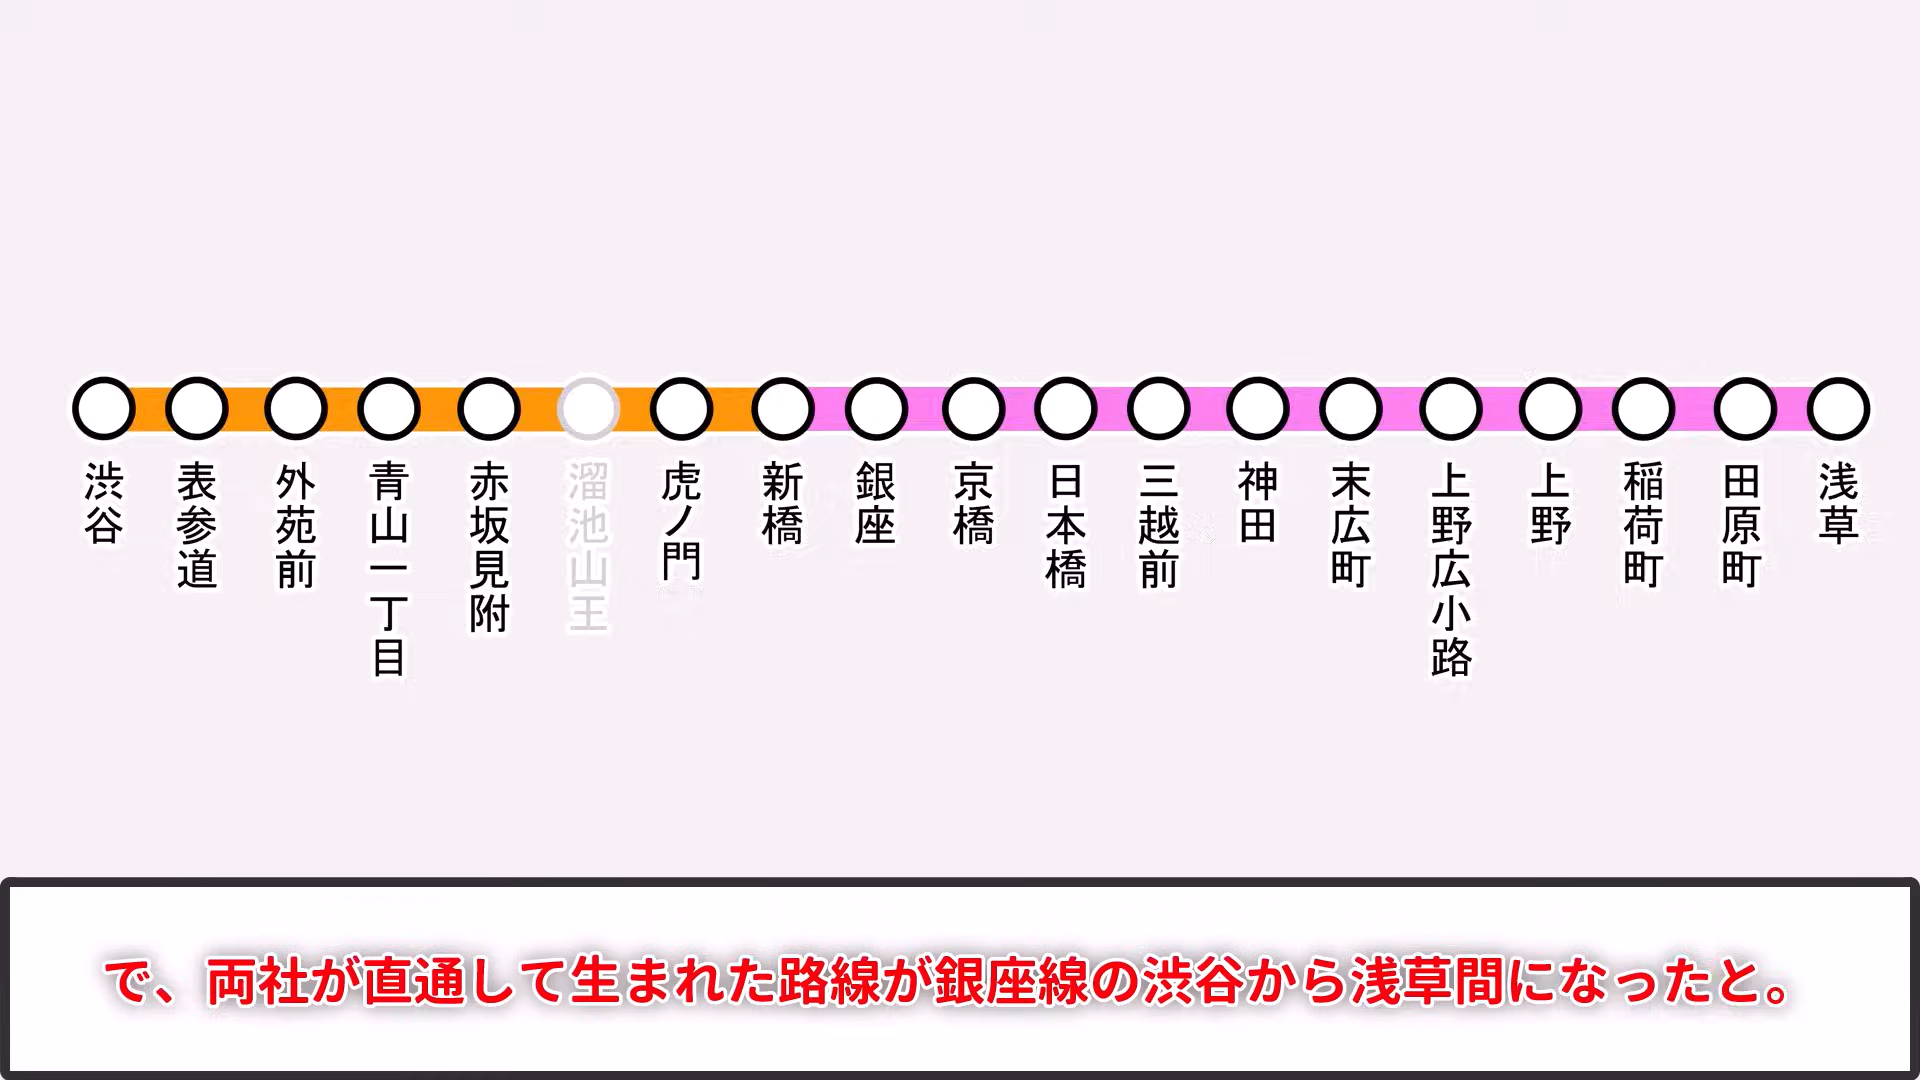 渋谷
表参道
外苑前
青山一丁目
赤坂見附
溜池山王
虎ノ門
新橋
銀座
京橋
日本橋
三越前
神田
末広町
上野広小路
上野
稲荷町
田原町
浅草
で、両社が直通して生まれた路線が銀座線の渋谷から浅草間になったと。